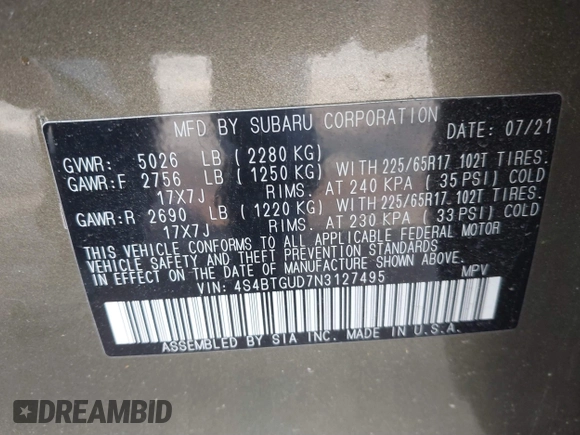 MFD BY SUBARU CORPORATION DATE: 07/21
GVWR: 5026 LB (2280 KG)
GAWR:F 2756 LB (1250 KG) WITH 225/65R17 102T TIRES.
17X7J RIMS. AT 240 KPA (35 PSI) COLD
GAWR:R 2690 LB (1220 KG) WITH 225/65R17 102T TIRES.
17X7J RIMS. AT 230 KPA (33 PSI) COLD
THIS VEHICLE CONFORMS TO ALL APPLICABLE FEDERAL MOTOR
VEHICLE SAFETY AND THEFT PREVENTION STANDARDS
IN EFFECT ON THE DATE OF MANUFACTURE SHOWN ABOVE.
VIN: 4S4BTGUD7N3127495 MPV
ASSEMBLED BY SIA INC. MADE IN U.S.A.
DREAMBID